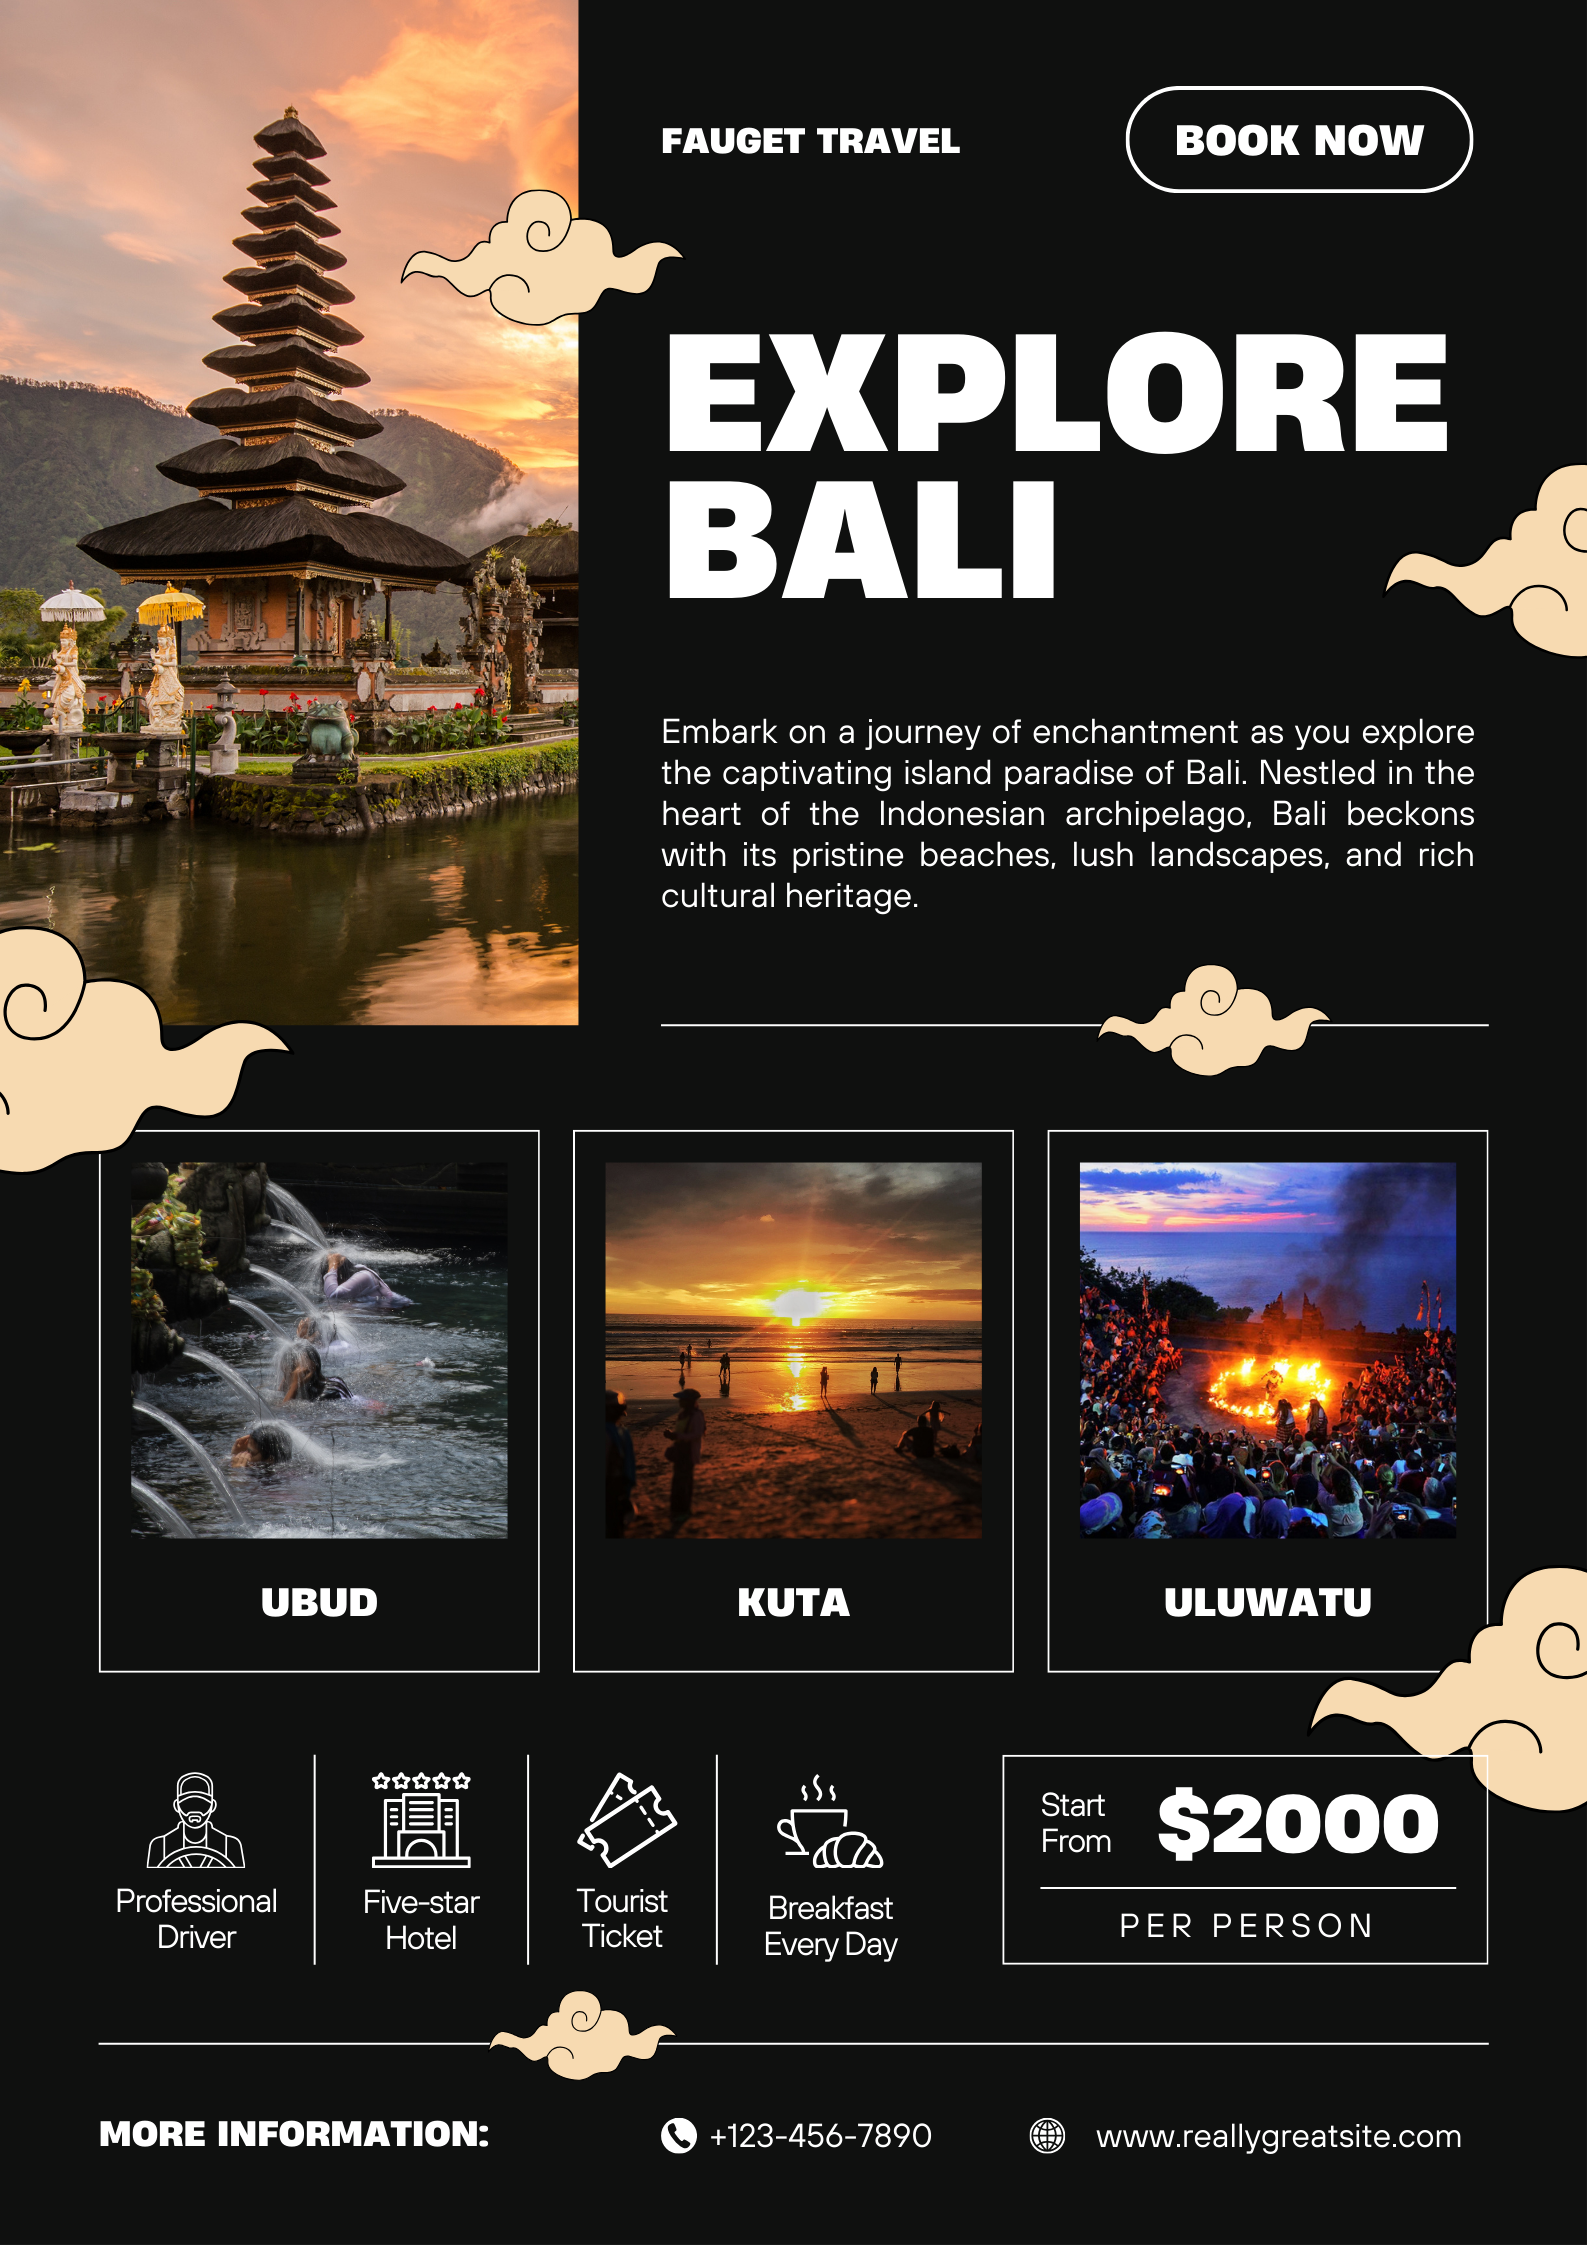 FAUGET TRAVEL
BOOK NOW
EXPLORE
BALI
Embark on a journey of enchantment as you explore
the captivating island paradise of Bali. Nestled in the
heart of the Indonesian archipelago, Bali beckons
with its pristine beaches, lush landscapes, and rich
cultural heritage.
UBUD
KUTA
ULUWATU
Professional
Driver
Five-star
Hotel
Tourist
Ticket
Breakfast
Every Day
Start
From
$2000
PER PERSON
MORE INFORMATION:
+123-456-7890
www.reallygreatsite.com